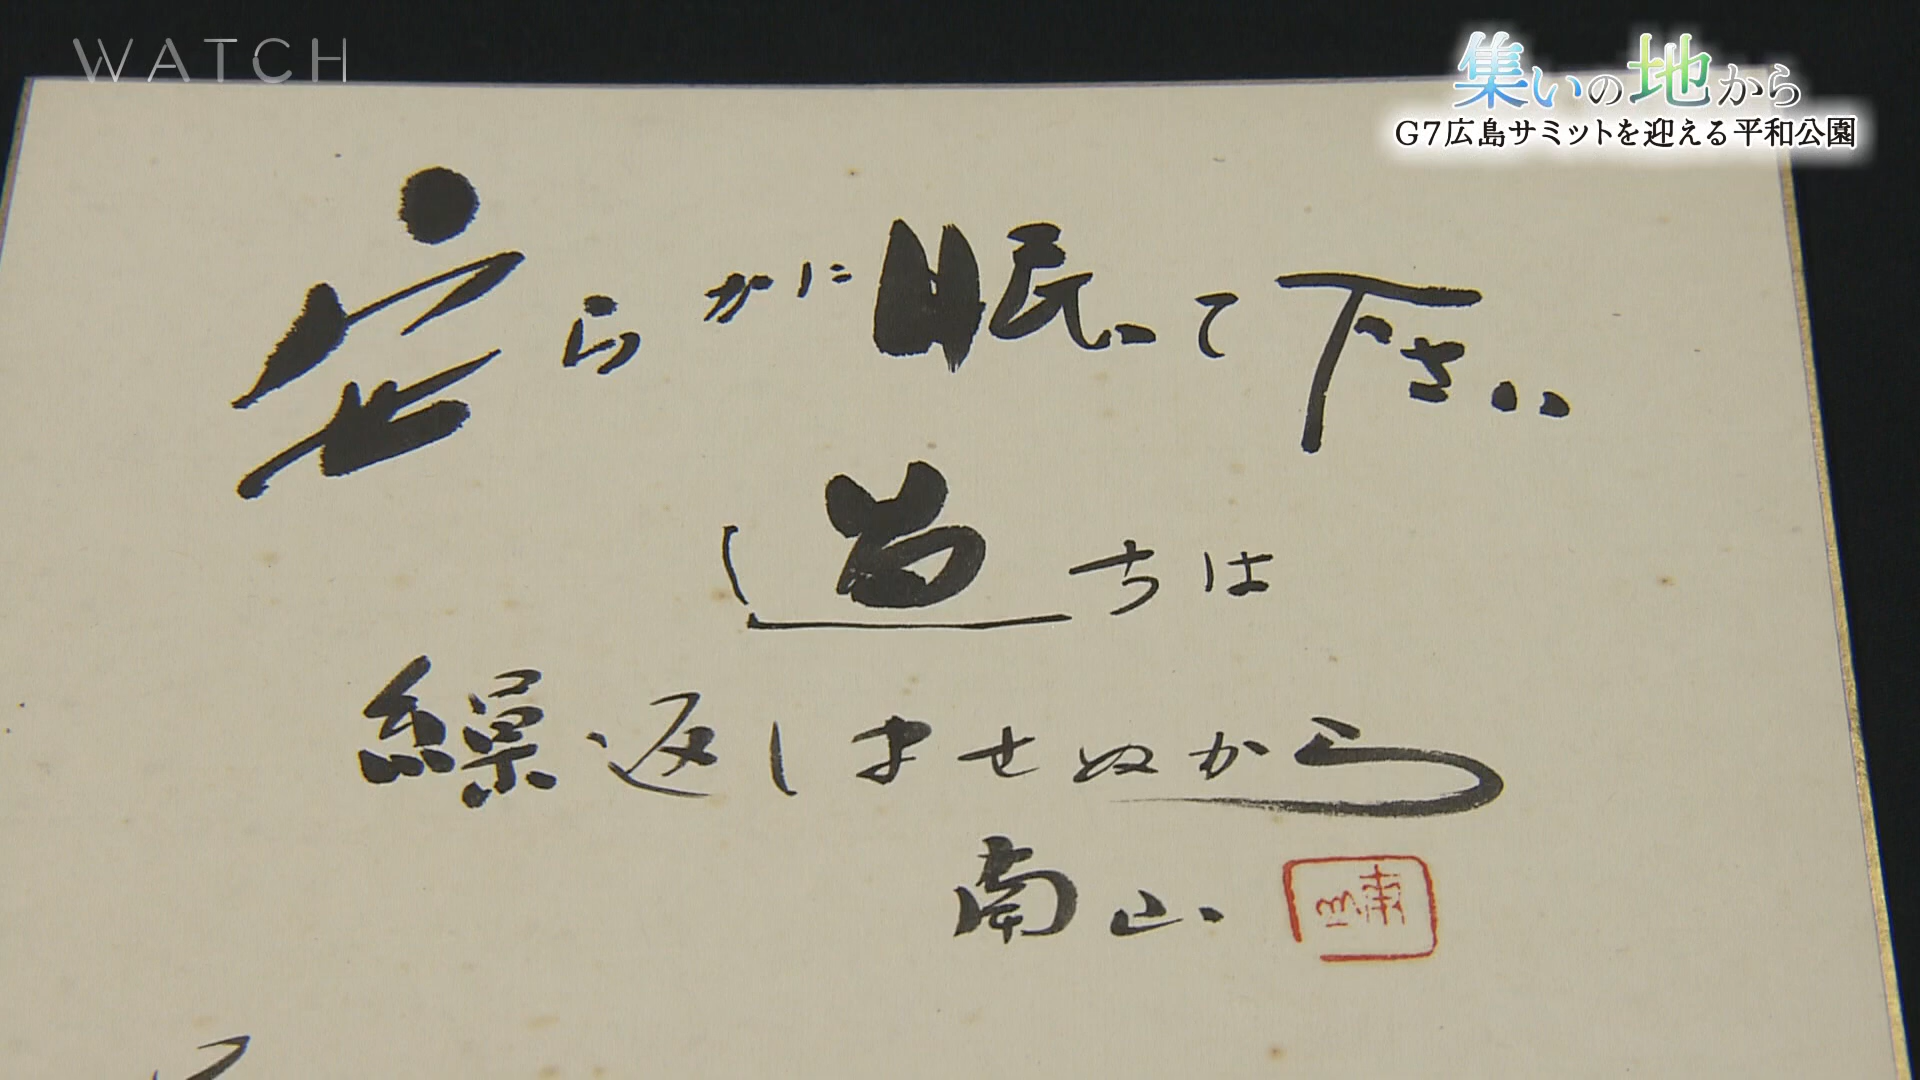 WATCH
集いの地から
G7広島サミットを迎える平和公園
安らかに眠って下さい
過ちは
繰返しませぬから
南山
南山